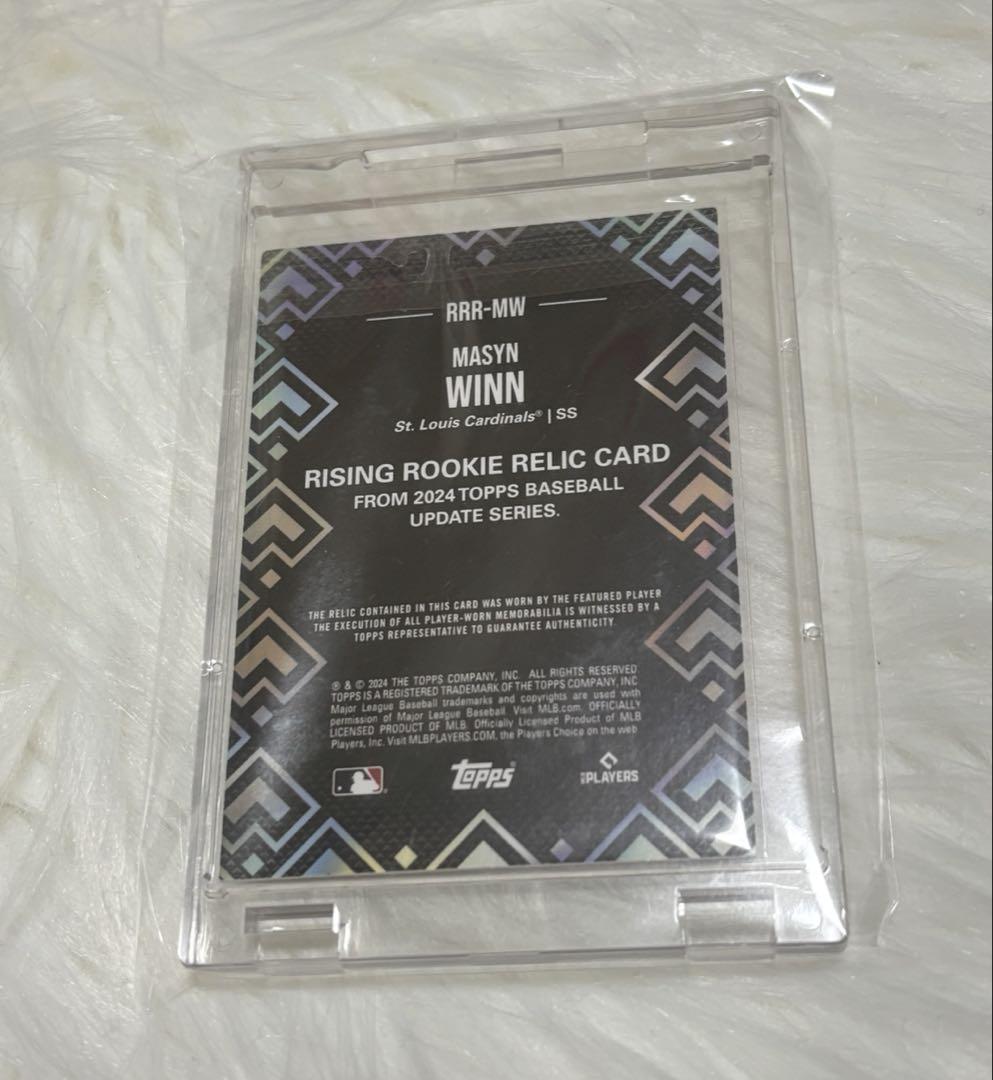 RRR-MW
MASYN
WINN
St. Louis Cardinals® | SS
RISING ROOKIE RELIC CARD
FROM 2024 TOPPS BASEBALL
UPDATE SERIES.
THE RELIC CONTAINED IN THIS CARD WAS WORN BY THE FEATURED PLAYER
THE EXECUTION OF ALL PLAYER-WORN MEMORABILIA IS WITNESSED BY A
TOPPS REPRESENTATIVE TO GUARANTEE AUTHENTICITY.
® & © 2024 THE TOPPS COMPANY, INC. ALL RIGHTS RESERVED
TOPPS IS A REGISTERED TRADEMARK OF THE TOPPS COMPANY, INC
Major League Baseball trademarks and copyrights are used with
permission of Major League Baseball. Visit MLB.com. OFFICIALLY
LICENSED PRODUCT OF MLB. Officially Licensed Product of MLB
Players, Inc. Visit MLBPLAYERS.COM, the Players Choice on the web
Topps®
MLB PLAYERS